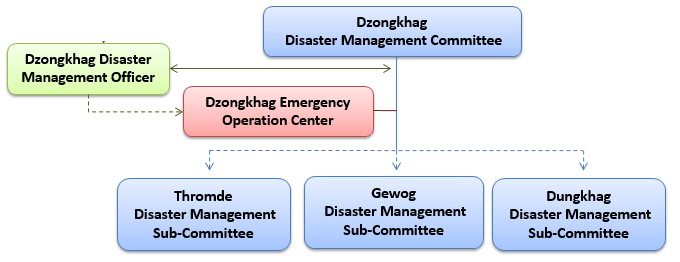 Dzongkhag
Disaster Management Committee
Dzongkhag Disaster
Management Officer
Dzongkhag Emergency
Operation Center
Thromde
Disaster Management
Sub-Committee
Gewog
Disaster Management
Sub-Committee
Dungkhag
Disaster Management
Sub-Committee